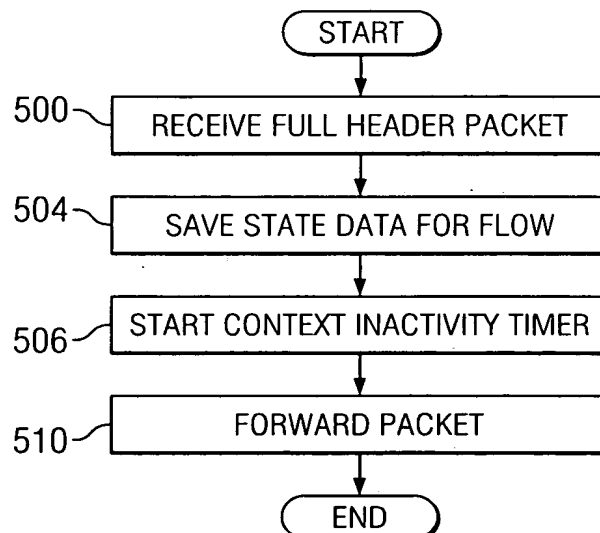 START
500 RECEIVE FULL HEADER PACKET
504 SAVE STATE DATA FOR FLOW
506 START CONTEXT INACTIVITY TIMER
510 FORWARD PACKET
END